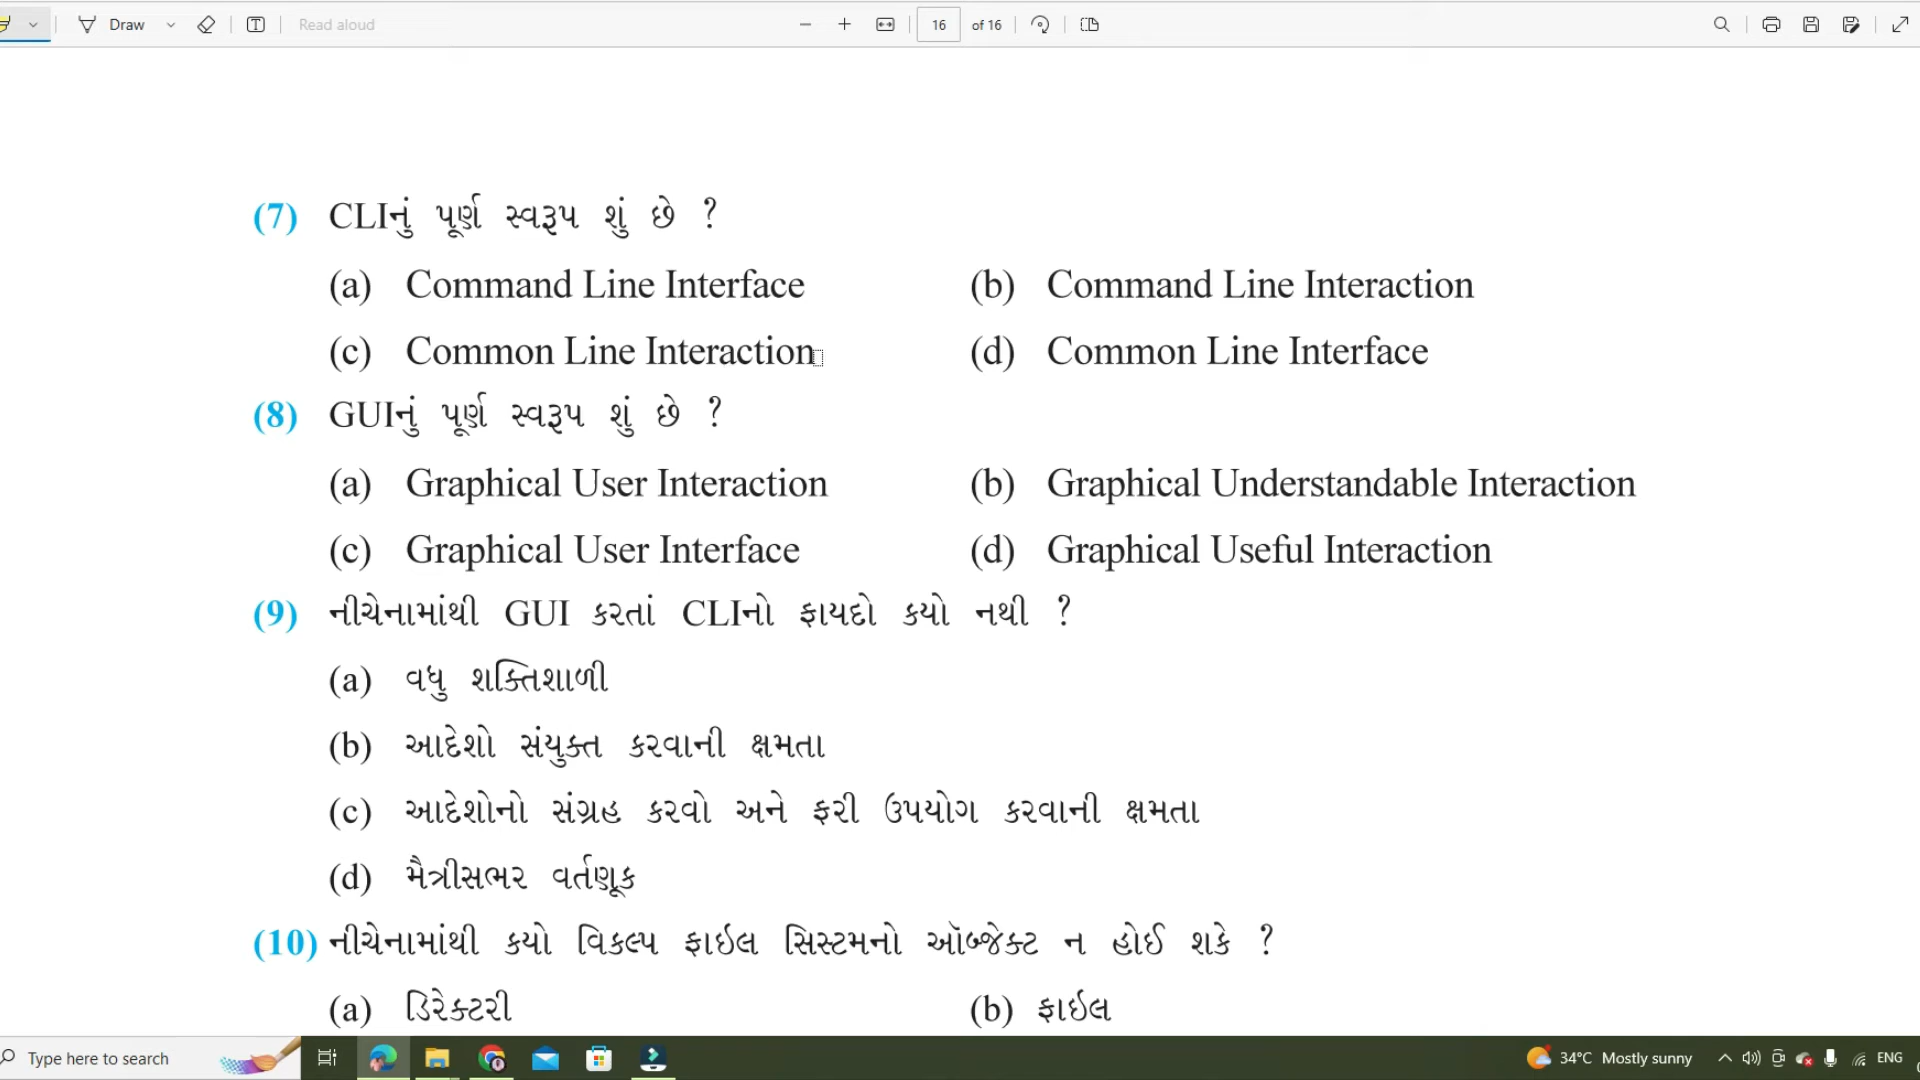 Draw
Read aloud
16 of 16
(7) CLIનું પૂર્ણ સ્વરૂપ શું છે ?
(a) Command Line Interface (b) Command Line Interaction
(c) Common Line Interaction (d) Common Line Interface
(8) GUIનું પૂર્ણ સ્વરૂપ શું છે ?
(a) Graphical User Interaction (b) Graphical Understandable Interaction
(c) Graphical User Interface (d) Graphical Useful Interaction
(9) નીચેનામાંથી GUI કરતાં CLIનો ફાયદો કયો નથી ?
(a) વધુ શક્તિશાળી
(b) આદેશો સંયુક્ત કરવાની ક્ષમતા
(c) આદેશોનો સંગ્રહ કરવો અને ફરી ઉપયોગ કરવાની ક્ષમતા
(d) મૈત્રીસભર વર્તણૂક
(10) નીચેનામાંથી કયો વિકલ્પ ફાઇલ સિસ્ટમનો ઑબ્જેક્ટ ન હોઈ શકે ?
(a) ડિરેક્ટરી (b) ફાઇલ
Type here to search
34°C Mostly sunny
ENG